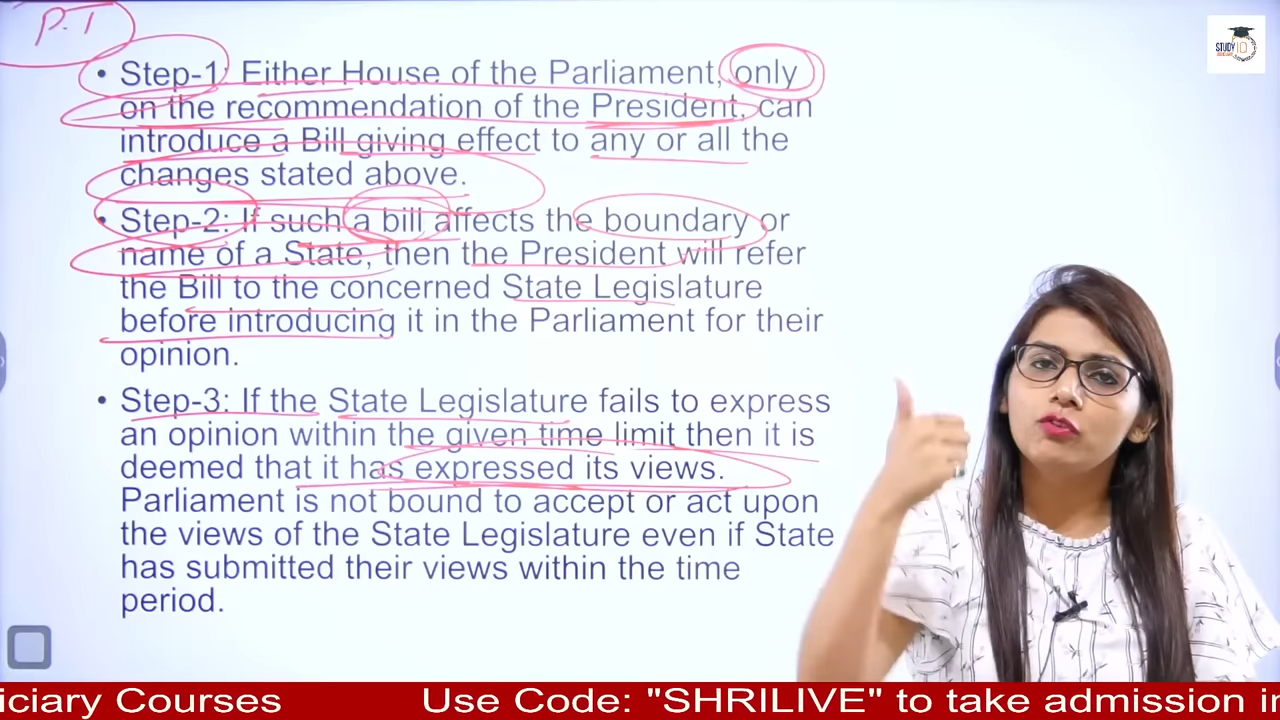 P.T
• Step-1: Either House of the Parliament, only
on the recommendation of the President, can
introduce a Bill giving effect to any or all the
changes stated above.
• Step-2: If such a bill affects the boundary or
name of a State, then the President will refer
the Bill to the concerned State Legislature
before introducing it in the Parliament for their
opinion.
• Step-3: If the State Legislature fails to express
an opinion within the given time limit then it is
deemed that it has expressed its views.
Parliament is not bound to accept or act upon
the views of the State Legislature even if State
has submitted their views within the time
period.
STUDY IQ
iciary Courses Use Code: "SHRILIVE" to take admission in